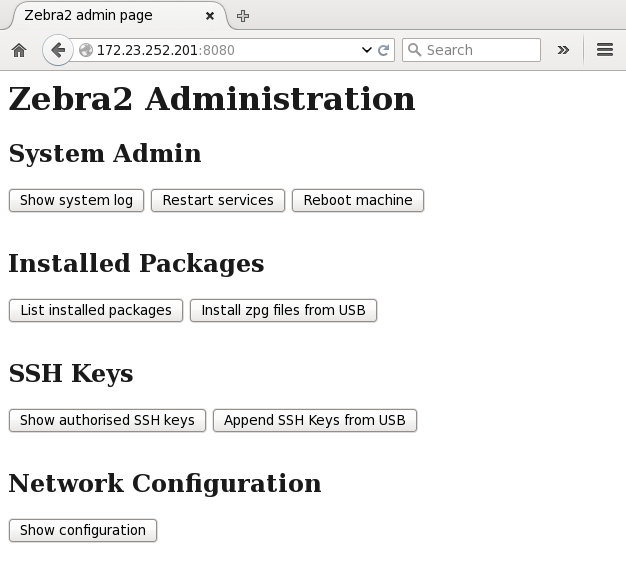 Zebra2 admin page
172.23.252.201:8080 Search
Zebra2 Administration
System Admin
Show system log Restart services Reboot machine
Installed Packages
List installed packages Install zpg files from USB
SSH Keys
Show authorised SSH keys Append SSH Keys from USB
Network Configuration
Show configuration